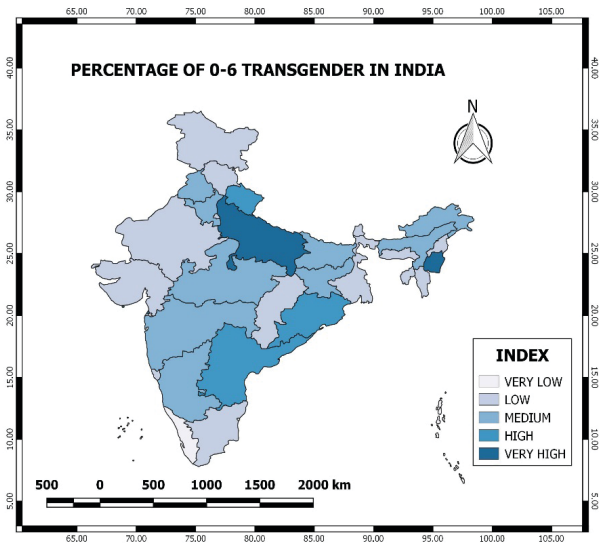 65.00 70.00 75.00 80.00 85.00 90.00 95.00 100.00 105.00
PERCENTAGE OF 0-6 TRANSGENDER IN INDIA
N
40.00 40.00
35.00 35.00
30.00 30.00
25.00 25.00
20.00 20.00
15.00 15.00
10.00 10.00
5.00 5.00
INDEX
VERY LOW
LOW
MEDIUM
HIGH
VERY HIGH
500 0 500 1000 1500 2000 km
65.00 70.00 75.00 80.00 85.00 90.00 95.00 100.00 105.00